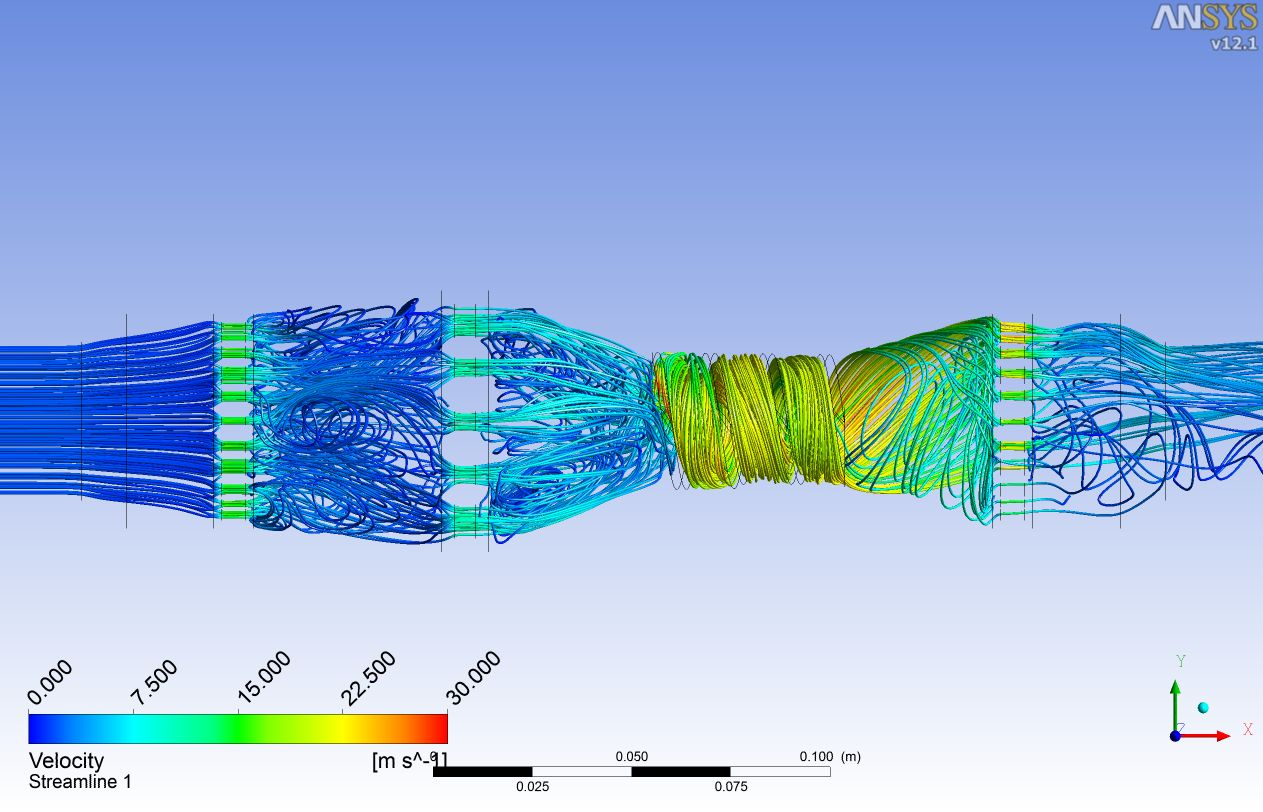 ANSYS
v12.1
0.000
7.500
15.000
22.500
30.000
Velocity
Streamline 1
[m s^-1]
0
0.050
0.100 (m)
0.025
0.075
Y
Z
X